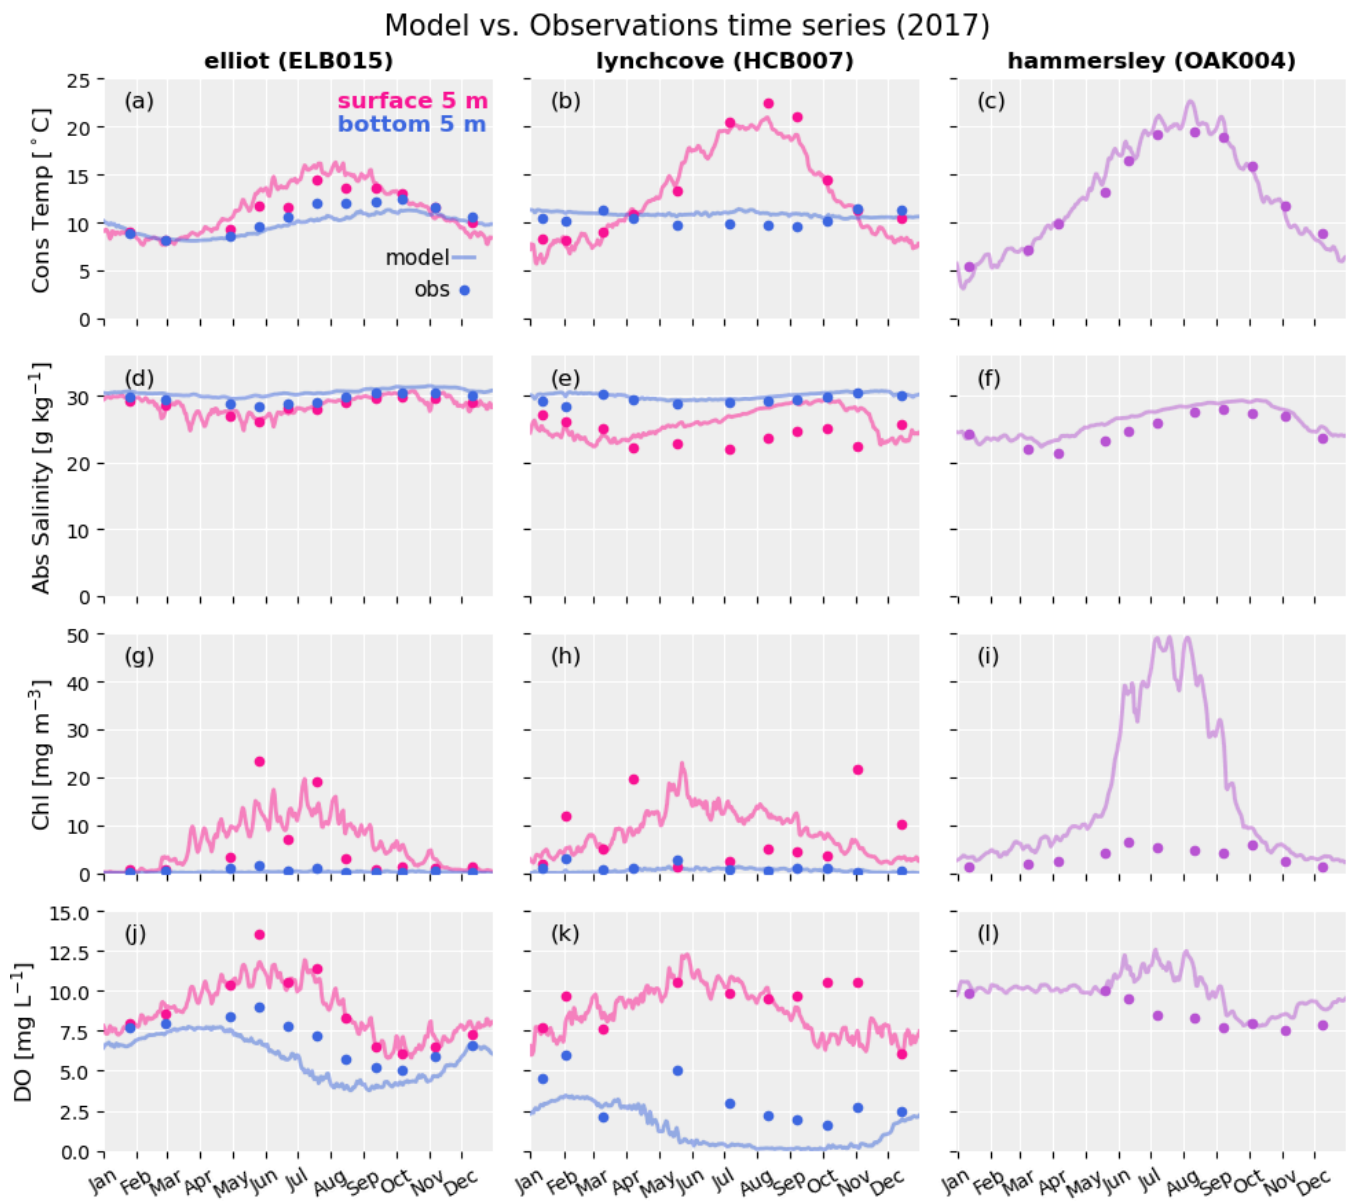 Model vs. Observations time series (2017)
elliot (ELB015)
lynchcove (HCB007)
hammersley (OAK004)
Cons Temp [ °C]
25
20
15
10
5
0
(a)
surface 5 m
bottom 5 m
model
obs
(b)
(c)
Abs Salinity [g kg⁻¹]
30
20
10
0
(d)
(e)
(f)
Chl [mg m⁻³]
50
40
30
20
10
0
(g)
(h)
(i)
DO [mg L⁻¹]
15.0
12.5
10.0
7.5
5.0
2.5
0.0
(j)
(k)
(l)
Jan Feb Mar Apr May Jun Jul Aug Sep Oct Nov Dec
Jan Feb Mar Apr May Jun Jul Aug Sep Oct Nov Dec
Jan Feb Mar Apr May Jun Jul Aug Sep Oct Nov Dec